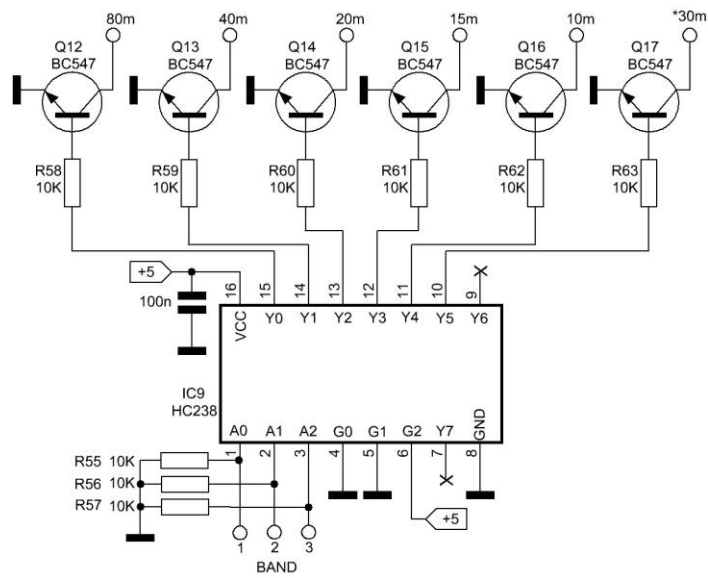 80m 40m 20m 15m 10m *30m
Q12 Q13 Q14 Q15 Q16 Q17
BC547 BC547 BC547 BC547 BC547 BC547
R58 R59 R60 R61 R62 R63
10K 10K 10K 10K 10K 10K
+5
100n
16 15 14 13 12 11 10 9
VCC Y0 Y1 Y2 Y3 Y4 Y5 Y6
IC9
HC238
A0 A1 A2 G0 G1 G2 Y7 GND
1 2 3 4 5 6 7 8
R55 10K
R56 10K
R57 10K
+5
1 2 3
BAND